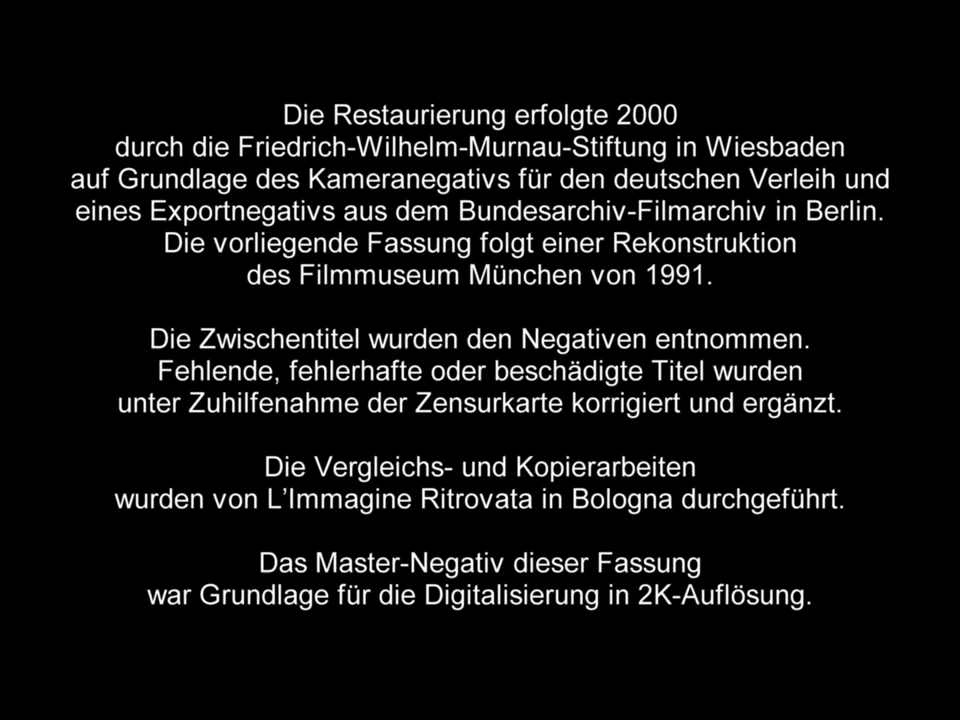 Die Restaurierung erfolgte 2000
durch die Friedrich-Wilhelm-Murnau-Stiftung in Wiesbaden
auf Grundlage des Kameranegativs für den deutschen Verleih und
eines Exportnegativs aus dem Bundesarchiv-Filmarchiv in Berlin.
Die vorliegende Fassung folgt einer Rekonstruktion
des Filmmuseum München von 1991.
Die Zwischentitel wurden den Negativen entnommen.
Fehlende, fehlerhafte oder beschädigte Titel wurden
unter Zuhilfenahme der Zensurkarte korrigiert und ergänzt.
Die Vergleichs- und Kopierarbeiten
wurden von L’Immagine Ritrovata in Bologna durchgeführt.
Das Master-Negativ dieser Fassung
war Grundlage für die Digitalisierung in 2K-Auflösung.